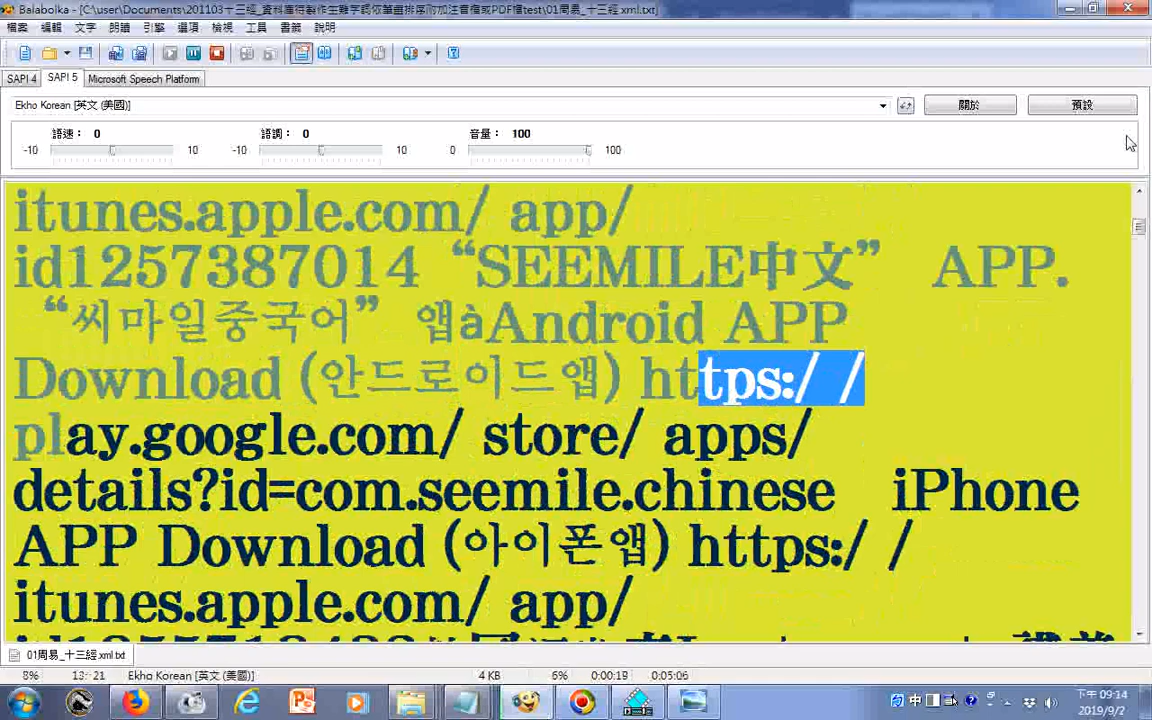 Balabolka - [C:\user\Documents\201103十三經_資料庫待製作生難字詞依筆畫排序附加注音檔或PDF檔test\01周易_十三經.xml.txt]
檔案 編輯 文字 朗讀 引擎 選項 檢視 工具 書籤 說明
SAPI 4 SAPI 5 Microsoft Speech Platform
Ekho Korean [英文 (美國)] 關於 預設
語速： 0 語調： 0 音量： 100
-10 10 -10 10 0 100
itunes.apple.com/ app/
id1257387014 “SEEMILE中文” APP.
“씨마일중국어” 앱àAndroid APP
Download (안드로이드앱) https:/ /
play.google.com/ store/ apps/
details?id=com.seemile.chinese iPhone
APP Download (아이폰앱) https:/ /
itunes.apple.com/ app/
01周易_十三經.xml.txt
8% 13: 21 Ekho Korean [英文 (美國)] 4 KB 6% 0:00:19 0:05:06
中 下午 09:14
2019/9/2